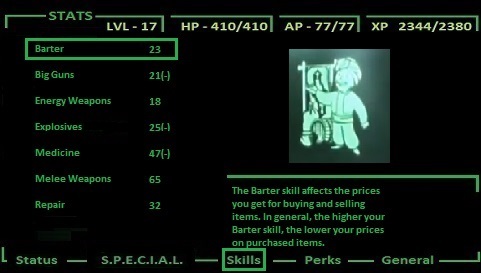 STATS
LVL - 17 HP - 410/410 AP - 77/77 XP 2344/2380
Barter 23
Big Guns 21(-)
Energy Weapons 18
Explosives 25(-)
Medicine 47(-)
Melee Weapons 65
Repair 32
The Barter skill affects the prices
you get for buying and selling
items. In general, the higher your
Barter skill, the lower your prices
on purchased items.
Status S.P.E.C.I.A.L. Skills Perks General